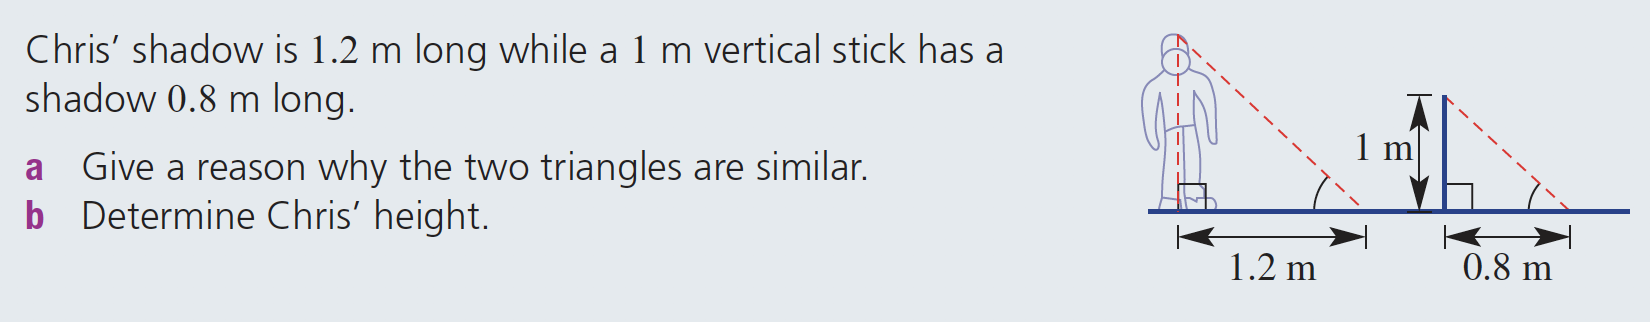 Chris’ shadow is 1.2 m long while a 1 m vertical stick has a
shadow 0.8 m long.
a Give a reason why the two triangles are similar.
b Determine Chris’ height.
1 m
1.2 m
0.8 m